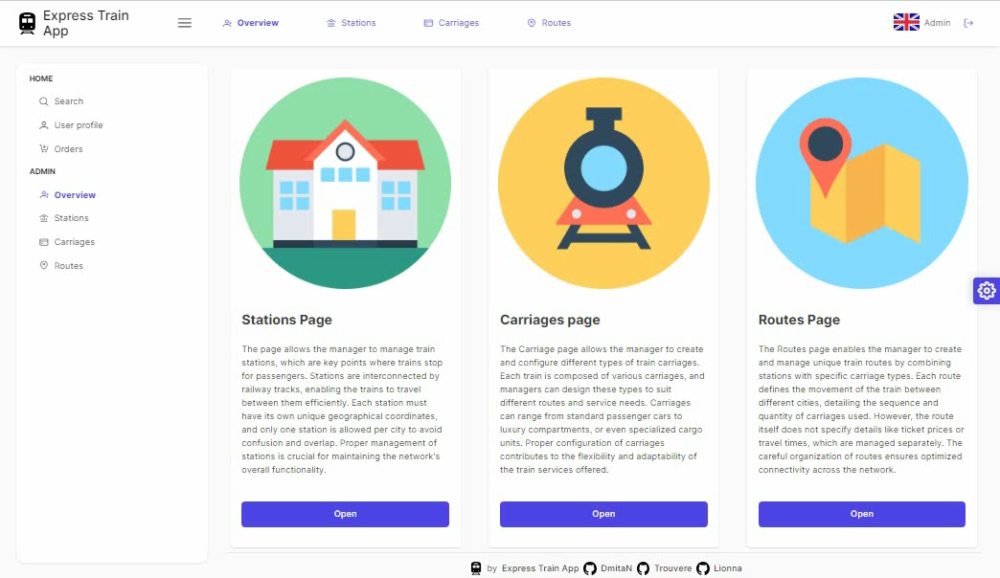 Express Train
App
Overview
Stations
Carriages
Routes
Admin
HOME
Search
User profile
Orders
ADMIN
Overview
Stations
Carriages
Routes
Stations Page
The page allows the manager to manage train
stations, which are key points where trains stop
for passengers. Stations are interconnected by
railway tracks, enabling the trains to travel
between them efficiently. Each station must
have its own unique geographical coordinates,
and only one station is allowed per city to avoid
confusion and overlap. Proper management of
stations is crucial for maintaining the network's
overall functionality.
Open
Carriages page
The Carriage page allows the manager to create
and configure different types of train carriages.
Each train is composed of various carriages, and
managers can design these types to suit
different routes and service needs. Carriages
can range from standard passenger cars to
luxury compartments, or even specialized cargo
units. Proper configuration of carriages
contributes to the flexibility and adaptability of
the train services offered.
Open
Routes Page
The Routes page enables the manager to create
and manage unique train routes by combining
stations with specific carriage types. Each route
defines the movement of the train between
different cities, detailing the sequence and
quantity of carriages used. However, the route
itself does not specify details like ticket prices or
travel times, which are managed separately. The
careful organization of routes ensures optimized
connectivity across the network.
Open
by Express Train App DmitaN Trouvere Lionna